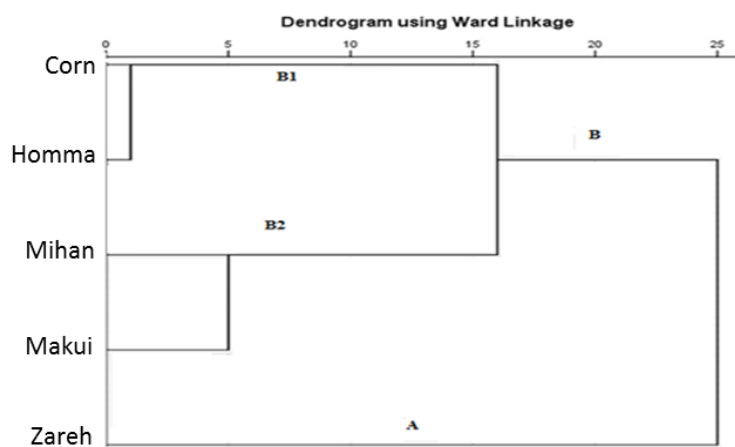 Dendrogram using Ward Linkage
0 5 10 15 20 25
Corn
B1
B
Homma
B2
Mihan
Makui
A
Zareh